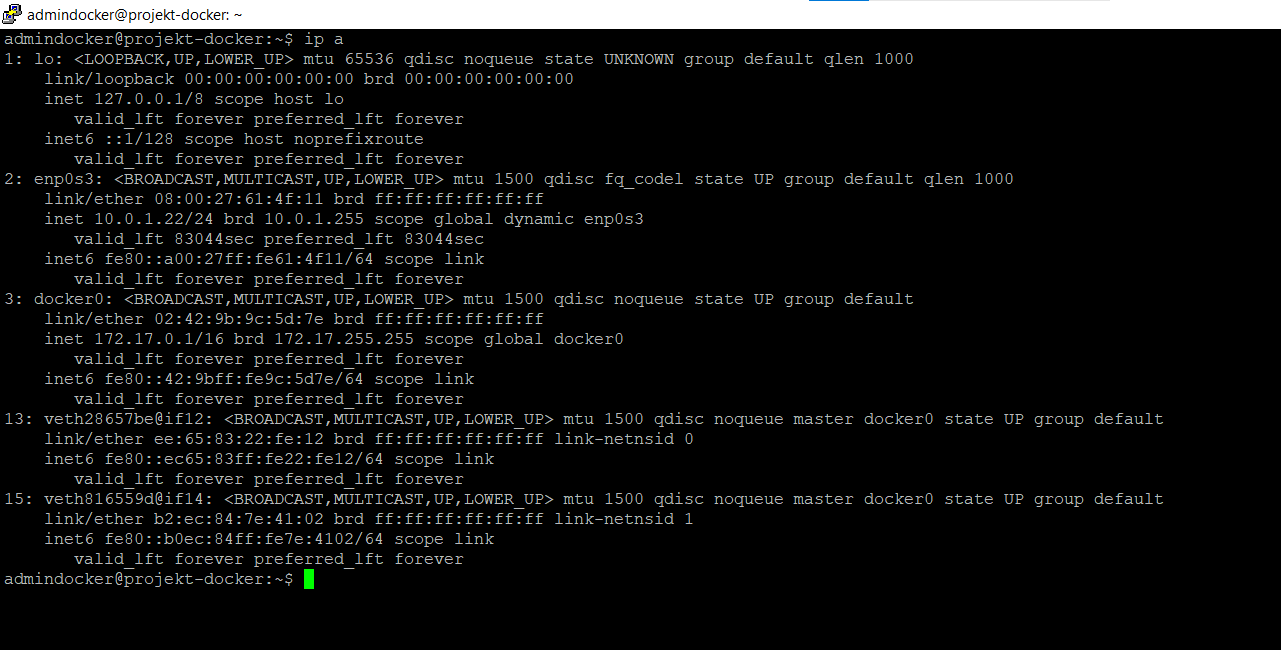 admindocker@projekt-docker: ~
admindocker@projekt-docker:~$ ip a
1: lo: <LOOPBACK,UP,LOWER_UP> mtu 65536 qdisc noqueue state UNKNOWN group default qlen 1000
    link/loopback 00:00:00:00:00:00 brd 00:00:00:00:00:00
    inet 127.0.0.1/8 scope host lo
       valid_lft forever preferred_lft forever
    inet6 ::1/128 scope host noprefixroute
       valid_lft forever preferred_lft forever
2: enp0s3: <BROADCAST,MULTICAST,UP,LOWER_UP> mtu 1500 qdisc fq_codel state UP group default qlen 1000
    link/ether 08:00:27:61:4f:11 brd ff:ff:ff:ff:ff:ff
    inet 10.0.1.22/24 brd 10.0.1.255 scope global dynamic enp0s3
       valid_lft 83044sec preferred_lft 83044sec
    inet6 fe80::a00:27ff:fe61:4f11/64 scope link
       valid_lft forever preferred_lft forever
3: docker0: <BROADCAST,MULTICAST,UP,LOWER_UP> mtu 1500 qdisc noqueue state UP group default
    link/ether 02:42:9b:9c:5d:7e brd ff:ff:ff:ff:ff:ff
    inet 172.17.0.1/16 brd 172.17.255.255 scope global docker0
       valid_lft forever preferred_lft forever
    inet6 fe80::42:9bff:fe9c:5d7e/64 scope link
       valid_lft forever preferred_lft forever
13: veth28657be@if12: <BROADCAST,MULTICAST,UP,LOWER_UP> mtu 1500 qdisc noqueue master docker0 state UP group default
    link/ether ee:65:83:22:fe:12 brd ff:ff:ff:ff:ff:ff link-netnsid 0
    inet6 fe80::ec65:83ff:fe22:fe12/64 scope link
       valid_lft forever preferred_lft forever
15: veth816559d@if14: <BROADCAST,MULTICAST,UP,LOWER_UP> mtu 1500 qdisc noqueue master docker0 state UP group default
    link/ether b2:ec:84:7e:41:02 brd ff:ff:ff:ff:ff:ff link-netnsid 1
    inet6 fe80::b0ec:84ff:fe7e:4102/64 scope link
       valid_lft forever preferred_lft forever
admindocker@projekt-docker:~$